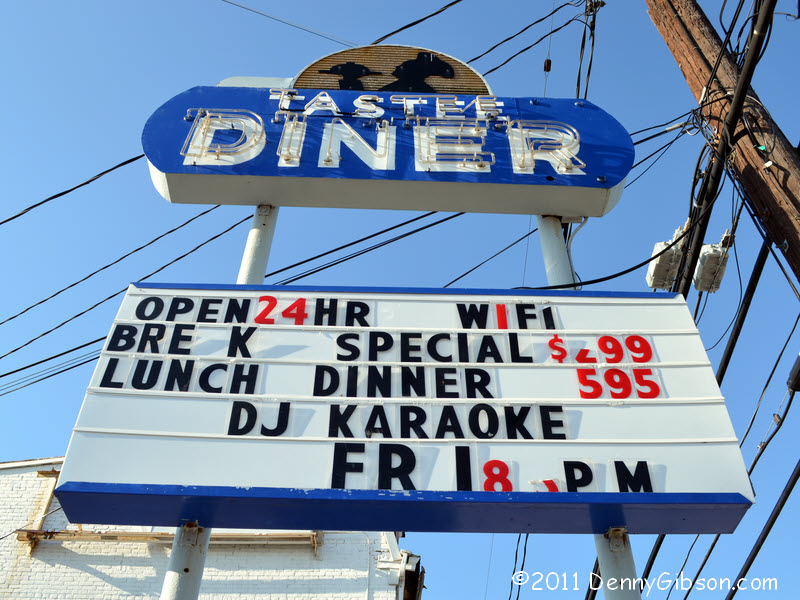 TASTEE
DINER
OPEN 24 HR WIFI
BRE K SPECIAL $299
LUNCH DINNER 595
DJ KARAOKE
FRI 8 PM
©2011 DennyGibson.com